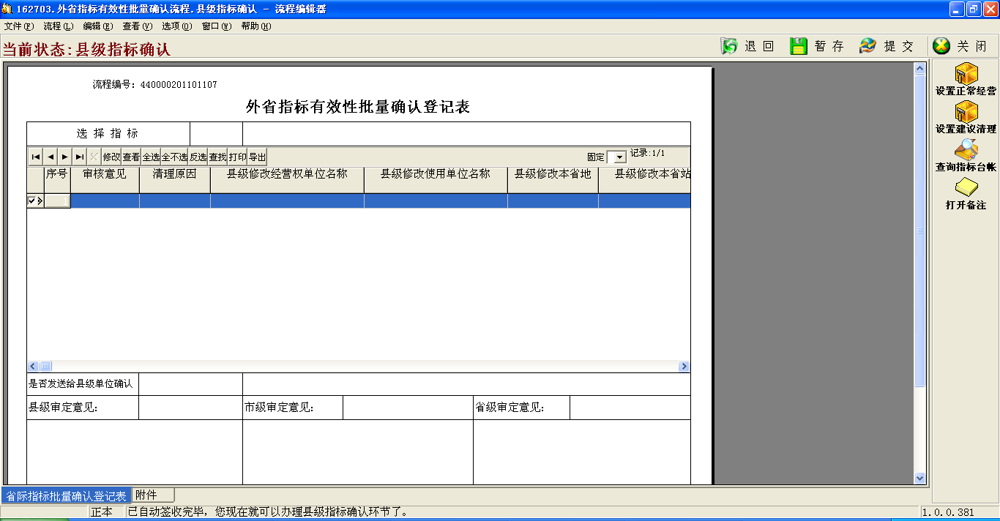 162703.外省指标有效性批量确认流程.县级指标确认 - 流程编辑器
文件(F) 流程(L) 编辑(E) 查看(V) 选项(O) 窗口(W) 帮助(H)
当前状态:县级指标确认
退 回 暂 存 提 交 关 闭
流程编号: 440000201101107
外省指标有效性批量确认登记表
选 择 指 标
修改 查看 全选 全不选 反选 查找 打印 导出 固定 记录:1/1
序号 审核意见 清理原因 县级修改经营权单位名称 县级修改使用单位名称 县级修改本省地 县级修改本省站
1
是否发送给县级单位确认
县级审定意见: 市级审定意见: 省级审定意见:
设置正常经营
设置建议清理
查询指标台帐
打开备注
省际指标批量确认登记表 附件
正本 已自动签收完毕，您现在就可以办理县级指标确认环节了。 1.0.0.381